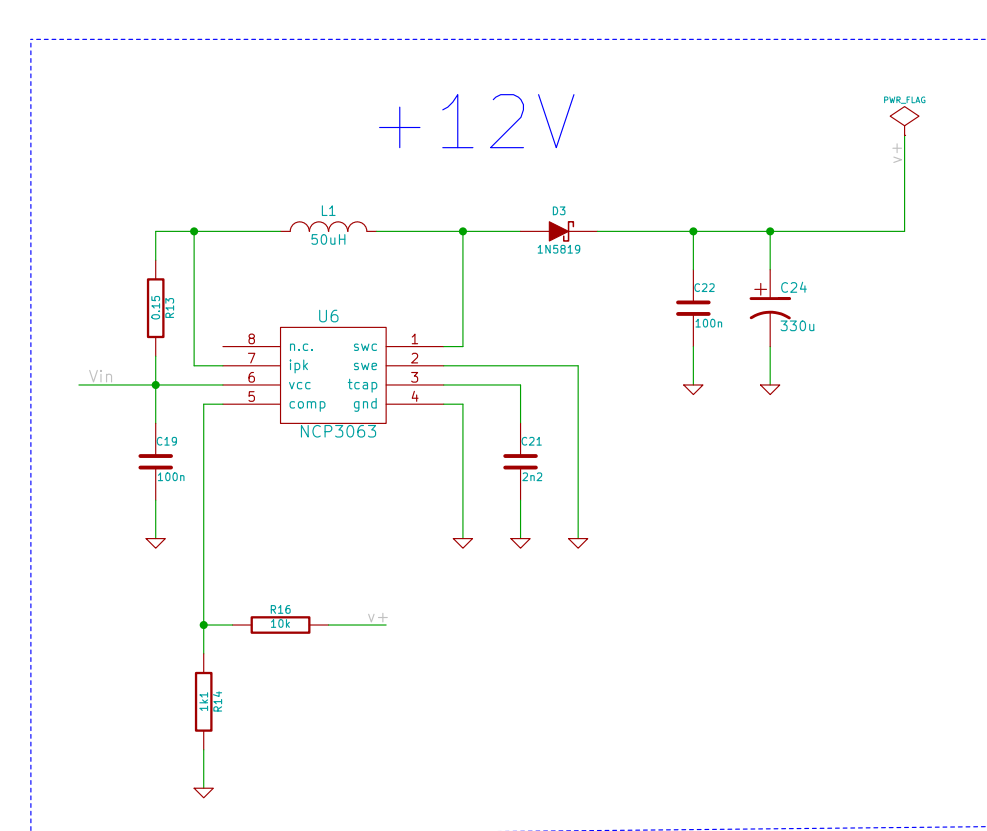 +12V
PWR_FLAG
v+
L1
50uH
D3
1N5819
0.15
R13
C22
100n
C24
+
330u
U6
8 n.c. swc 1
7 ipk swe 2
6 vcc tcap 3
5 comp gnd 4
NCP3063
Vin
C19
100n
C21
2n2
R16
10k
v+
1k1
R14